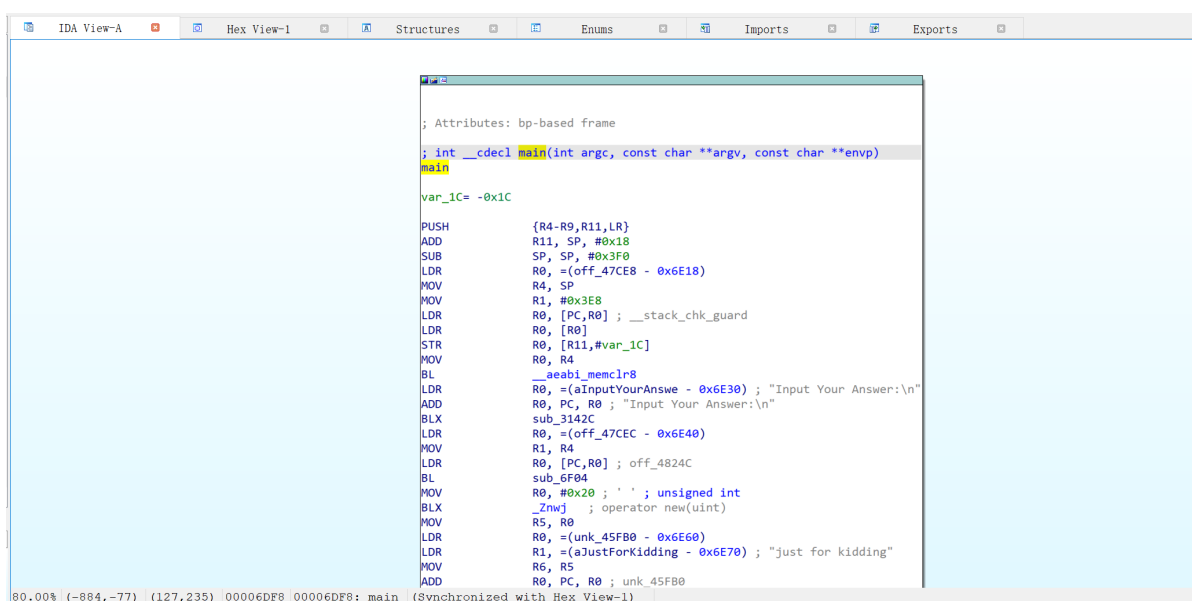 IDA View-A Hex View-1 Structures Enums Imports Exports
; Attributes: bp-based frame
; int __cdecl main(int argc, const char **argv, const char **envp)
main
var_1C= -0x1C
PUSH {R4-R9,R11,LR}
ADD R11, SP, #0x18
SUB SP, SP, #0x3F0
LDR R0, =(off_47CE8 - 0x6E18)
MOV R4, SP
MOV R1, #0x3E8
LDR R0, [PC,R0] ; __stack_chk_guard
LDR R0, [R0]
STR R0, [R11,#var_1C]
MOV R0, R4
BL __aeabi_memclr8
LDR R0, =(aInputYourAnswe - 0x6E30) ; "Input Your Answer:\n"
ADD R0, PC, R0 ; "Input Your Answer:\n"
BLX sub_3142C
LDR R0, =(off_47CEC - 0x6E40)
MOV R1, R4
LDR R0, [PC,R0] ; off_4824C
BL sub_6F04
MOV R0, #0x20 ; ' ' ; unsigned int
BLX _Znwj ; operator new(uint)
MOV R5, R0
LDR R0, =(unk_45FB0 - 0x6E60)
LDR R1, =(aJustForKidding - 0x6E70) ; "just for kidding"
MOV R6, R5
ADD R0, PC, R0 ; unk_45FB0
80.00% (-884,-77) (127,235) 00006DF8 00006DF8: main (Synchronized with Hex View-1)